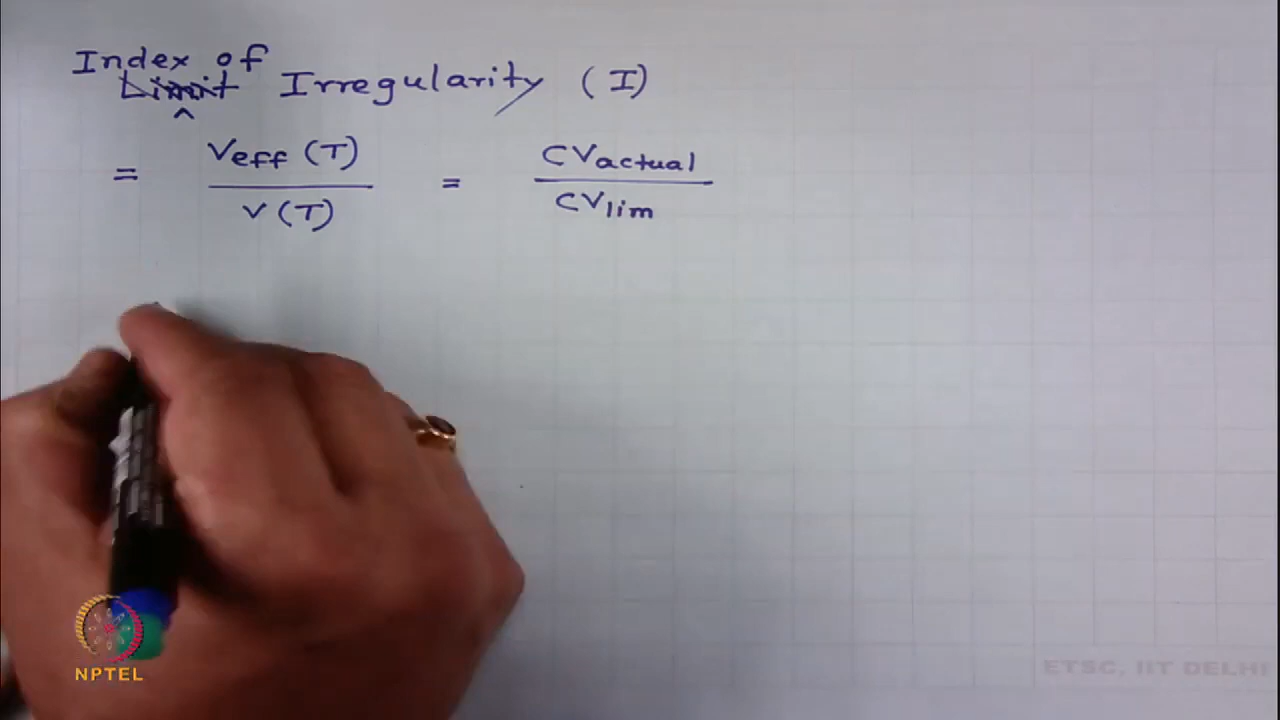 Index of
Limit Irregularity (I)
= Veff (T) / V (T) = CVactual / CVlim
NPTEL
ETSC, IIT DELHI